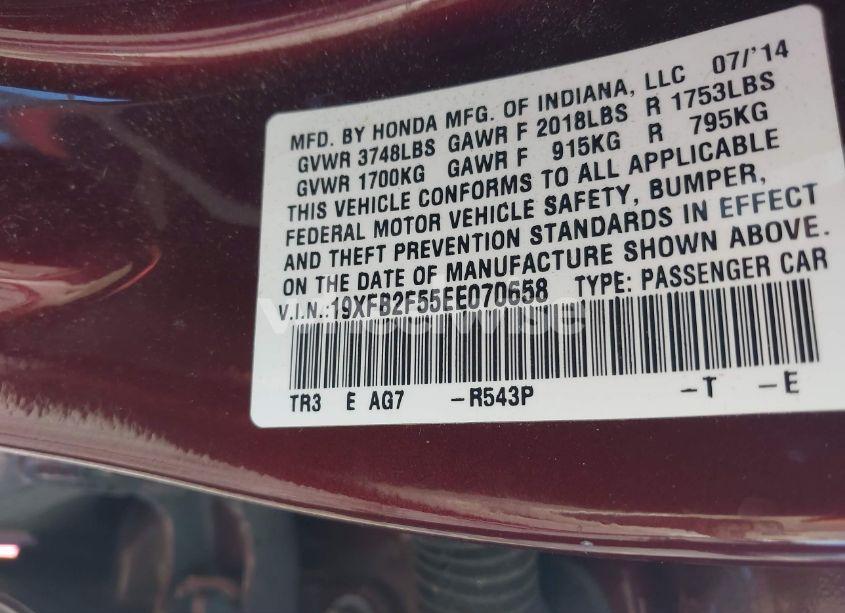 MFD. BY HONDA MFG. OF INDIANA, LLC 07/'14
GVWR 3748LBS GAWR F 2018LBS R 1753LBS
GVWR 1700KG GAWR F 915KG R 795KG
THIS VEHICLE CONFORMS TO ALL APPLICABLE
FEDERAL MOTOR VEHICLE SAFETY, BUMPER,
AND THEFT PREVENTION STANDARDS IN EFFECT
ON THE DATE OF MANUFACTURE SHOWN ABOVE.
V.I.N.:19XFB2F55EE070658 TYPE: PASSENGER CAR
TR3 E AG7 -R543P -T -E